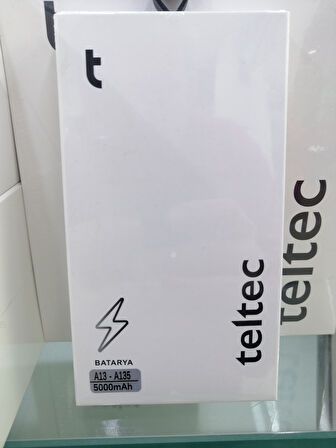 t
teltec
BATARYA
A13 - A135
5000mAh
teltec